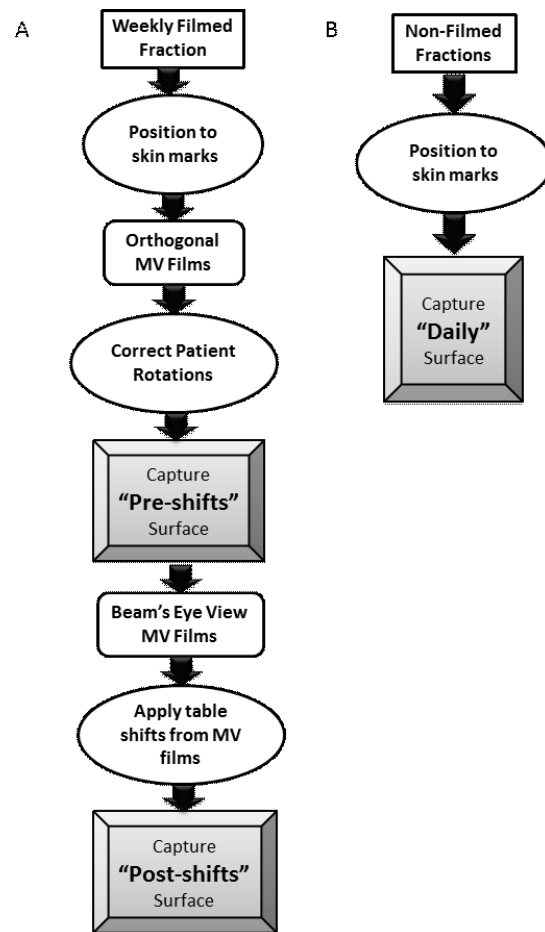 A
Weekly Filmed
Fraction
Position to
skin marks
Orthogonal
MV Films
Correct Patient
Rotations
Capture
“Pre-shifts”
Surface
Beam’s Eye View
MV Films
Apply table
shifts from MV
films
Capture
“Post-shifts”
Surface
B
Non-Filmed
Fractions
Position to
skin marks
Capture
“Daily”
Surface